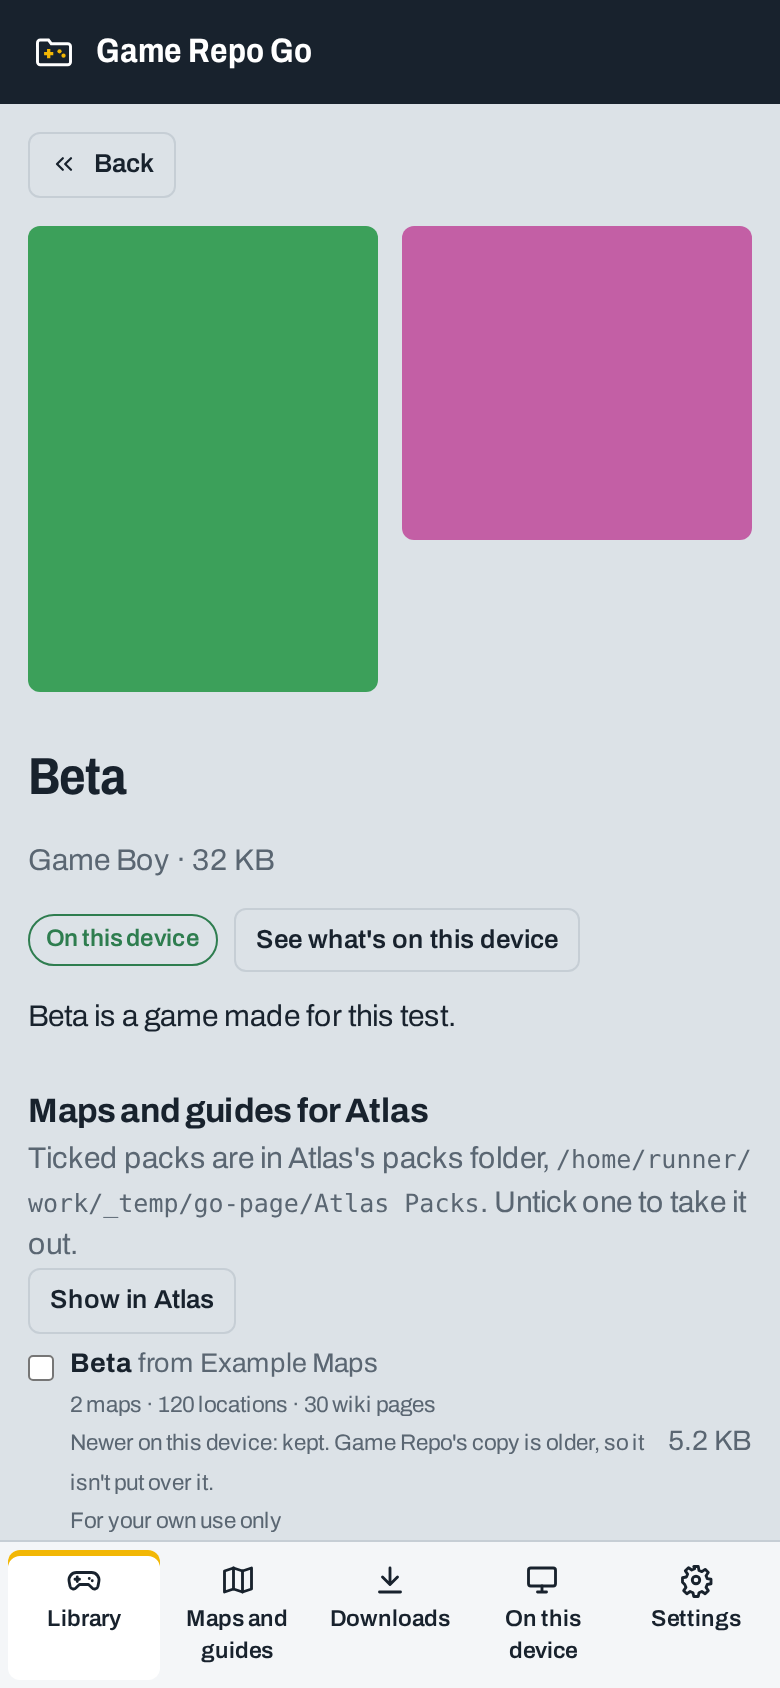 Game Repo Go
Back
Beta
Game Boy · 32 KB
On this device
See what's on this device
Beta is a game made for this test.
Maps and guides for Atlas
Ticked packs are in Atlas's packs folder, /home/runner/
work/_temp/go-page/Atlas Packs. Untick one to take it
out.
Show in Atlas
Beta from Example Maps
2 maps · 120 locations · 30 wiki pages
Newer on this device: kept. Game Repo's copy is older, so it
isn't put over it.
5.2 KB
For your own use only
Library
Maps and
guides
Downloads
On this
device
Settings